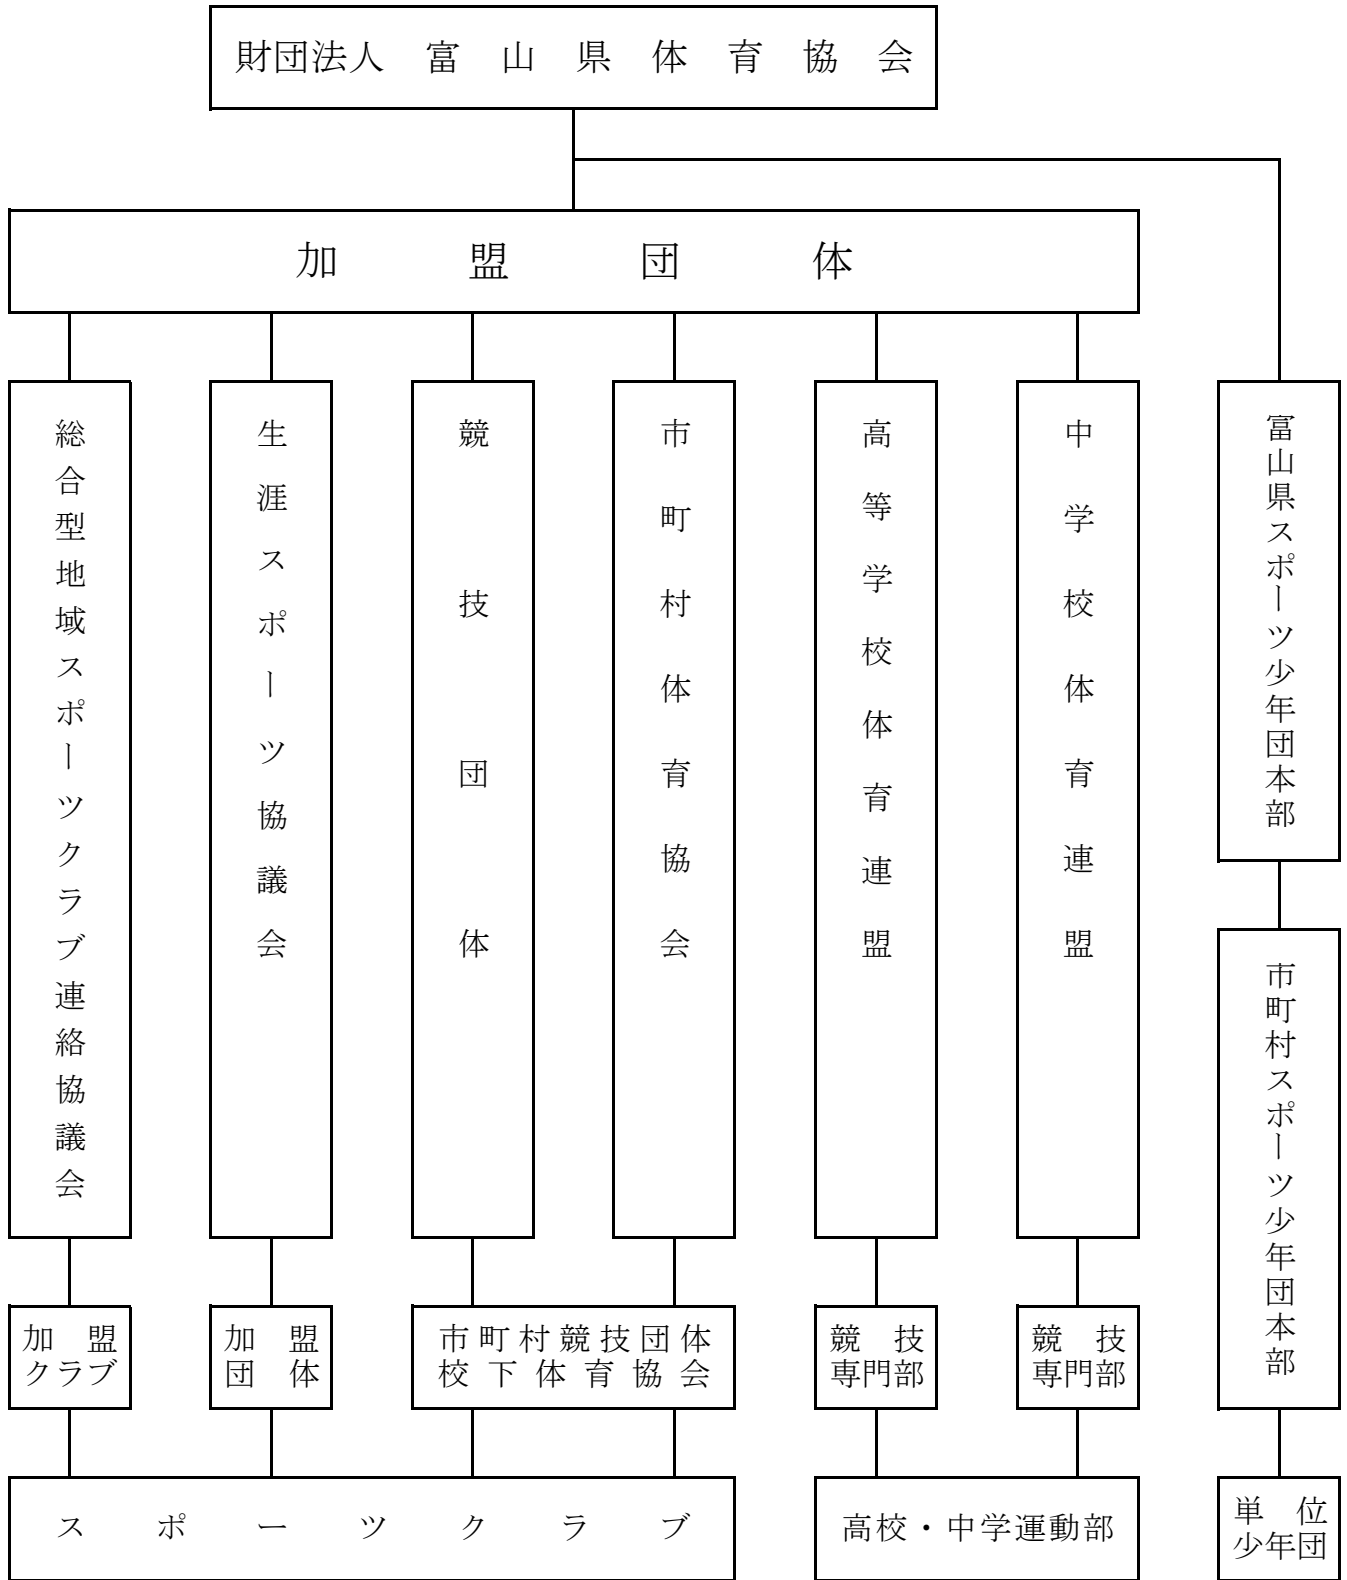 財団法人 富山県体育協会
加盟団体
総合型地域スポーツクラブ連絡協議会
生涯スポーツ協議会
競技団体
市町村体育協会
高等学校体育連盟
中学校体育連盟
富山県スポーツ少年団本部
市町村スポーツ少年団本部
加盟
クラブ
加盟
団体
市町村競技団体
校下体育協会
競技
専門部
競技
専門部
スポーツクラブ
高校・中学運動部
単位
少年団